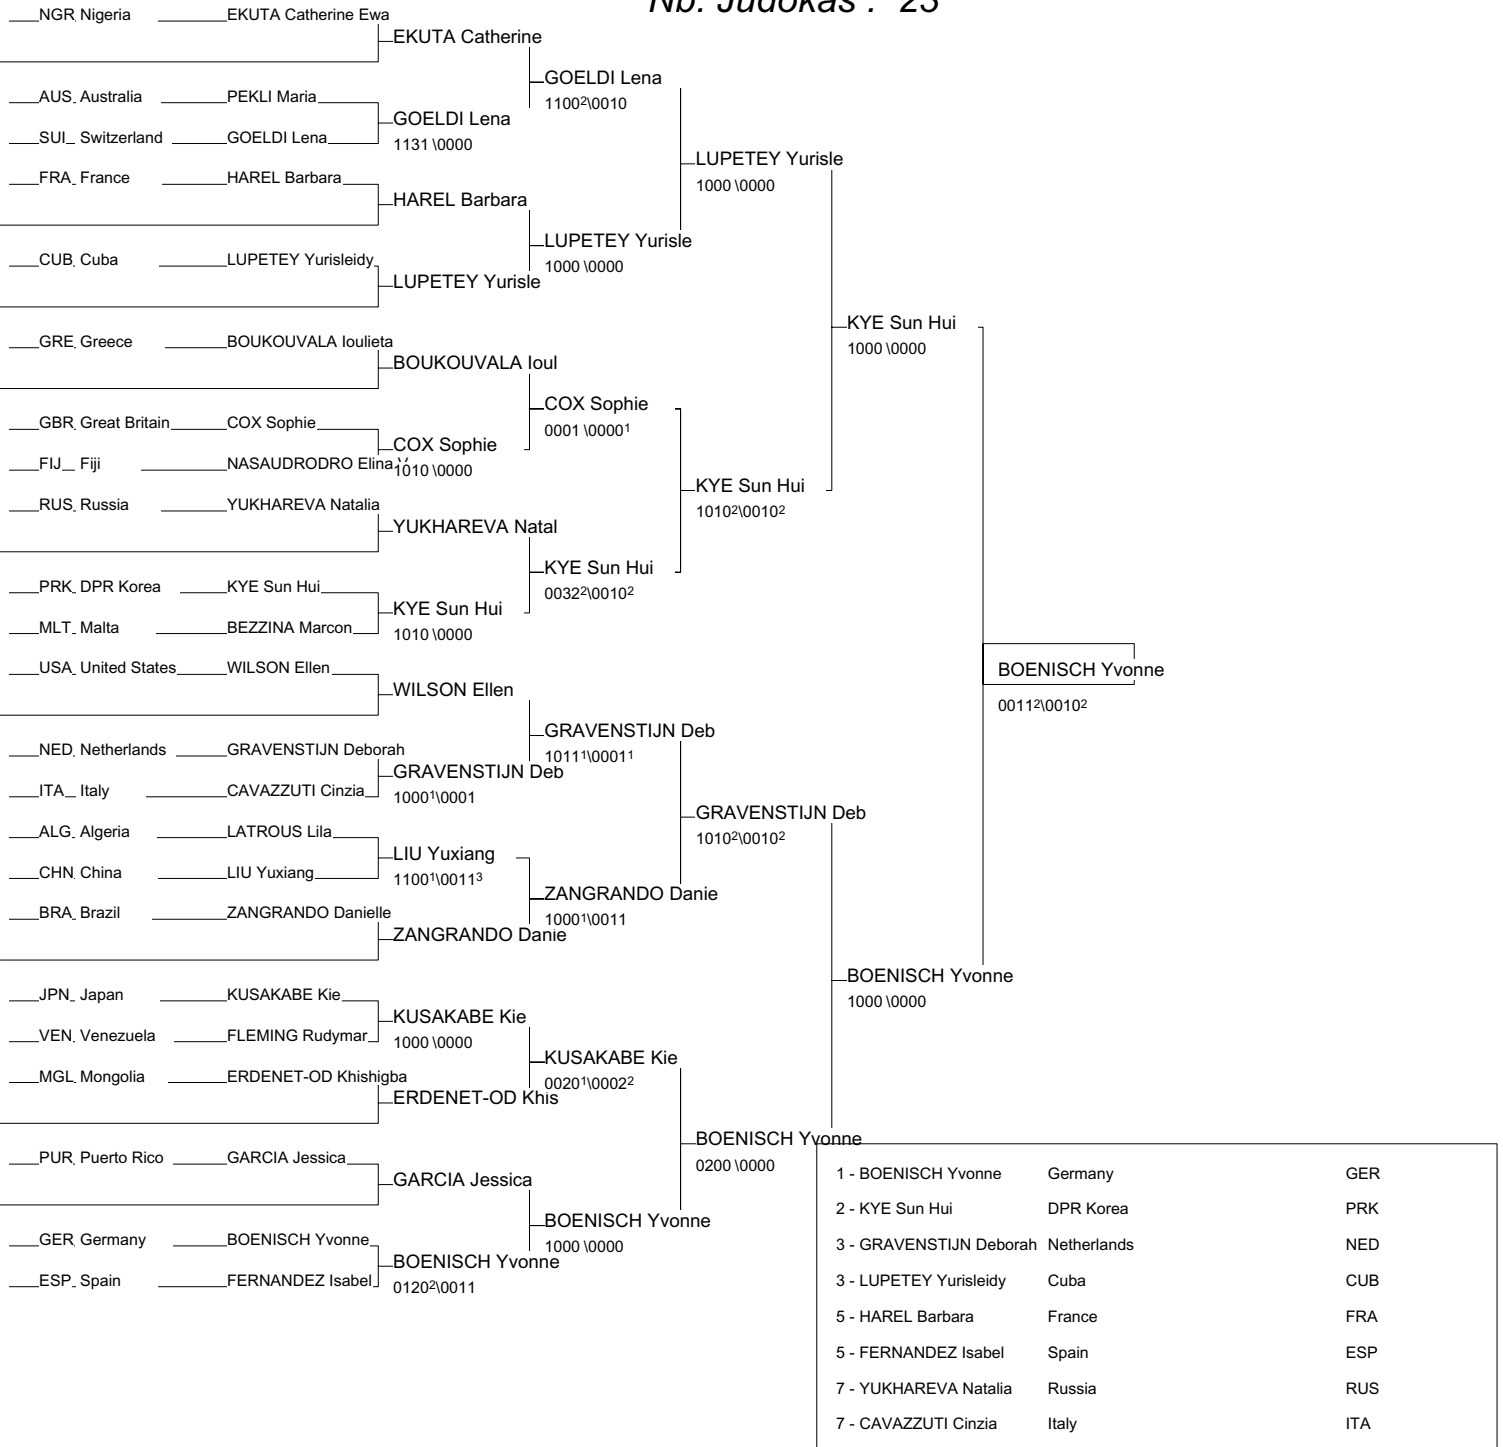 Nb. Judokas : 23
NGR Nigeria EKUTA Catherine Ewa
EKUTA Catherine
GOELDI Lena
1100²\0010
AUS Australia PEKLI Maria
GOELDI Lena
1131 \0000
SUI Switzerland GOELDI Lena
LUPETEY Yurisle
1000 \0000
FRA France HAREL Barbara
HAREL Barbara
LUPETEY Yurisle
1000 \0000
CUB Cuba LUPETEY Yurisleidy
LUPETEY Yurisle
KYE Sun Hui
1000 \0000
GRE Greece BOUKOUVALA Ioulieta
BOUKOUVALA Ioul
COX Sophie
0001 \0000¹
GBR Great Britain COX Sophie
COX Sophie
1010 \0000
FIJ Fiji NASAUDRODRO Elina
KYE Sun Hui
1010²\0010²
RUS Russia YUKHAREVA Natalia
YUKHAREVA Natal
KYE Sun Hui
0032²\0010²
PRK DPR Korea KYE Sun Hui
KYE Sun Hui
1010 \0000
MLT Malta BEZZINA Marcon
BOENISCH Yvonne
0011²\0010²
USA United States WILSON Ellen
WILSON Ellen
GRAVENSTIJN Deb
1011¹\0001¹
NED Netherlands GRAVENSTIJN Deborah
GRAVENSTIJN Deb
1000¹\0001
ITA Italy CAVAZZUTI Cinzia
GRAVENSTIJN Deb
1010²\0010²
ALG Algeria LATROUS Lila
LIU Yuxiang
1100¹\0011³
CHN China LIU Yuxiang
ZANGRANDO Danie
1000¹\0011
BRA Brazil ZANGRANDO Danielle
ZANGRANDO Danie
BOENISCH Yvonne
1000 \0000
JPN Japan KUSAKABE Kie
KUSAKABE Kie
1000 \0000
VEN Venezuela FLEMING Rudymar
KUSAKABE Kie
0020¹\0002²
MGL Mongolia ERDENET-OD Khishigba
ERDENET-OD Khis
BOENISCH Yvonne
0200 \0000
PUR Puerto Rico GARCIA Jessica
GARCIA Jessica
BOENISCH Yvonne
1000 \0000
GER Germany BOENISCH Yvonne
BOENISCH Yvonne
0120²\0011
ESP Spain FERNANDEZ Isabel
1 - BOENISCH Yvonne Germany GER
2 - KYE Sun Hui DPR Korea PRK
3 - GRAVENSTIJN Deborah Netherlands NED
3 - LUPETEY Yurisleidy Cuba CUB
5 - HAREL Barbara France FRA
5 - FERNANDEZ Isabel Spain ESP
7 - YUKHAREVA Natalia Russia RUS
7 - CAVAZZUTI Cinzia Italy ITA